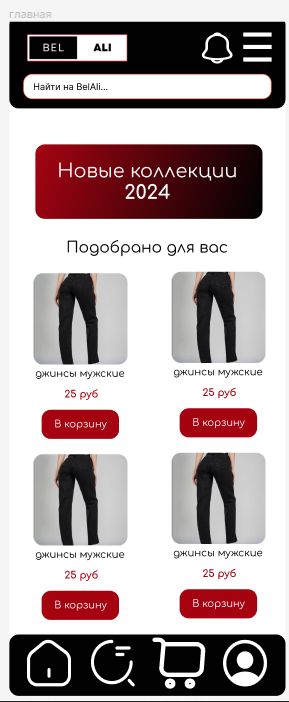 главная
BEL ALI
Найти на BelAli...
Новые коллекции
2024
Подобрано для вас
джинсы мужские джинсы мужские
25 руб 25 руб
В корзину В корзину
джинсы мужские джинсы мужские
25 руб 25 руб
В корзину В корзину